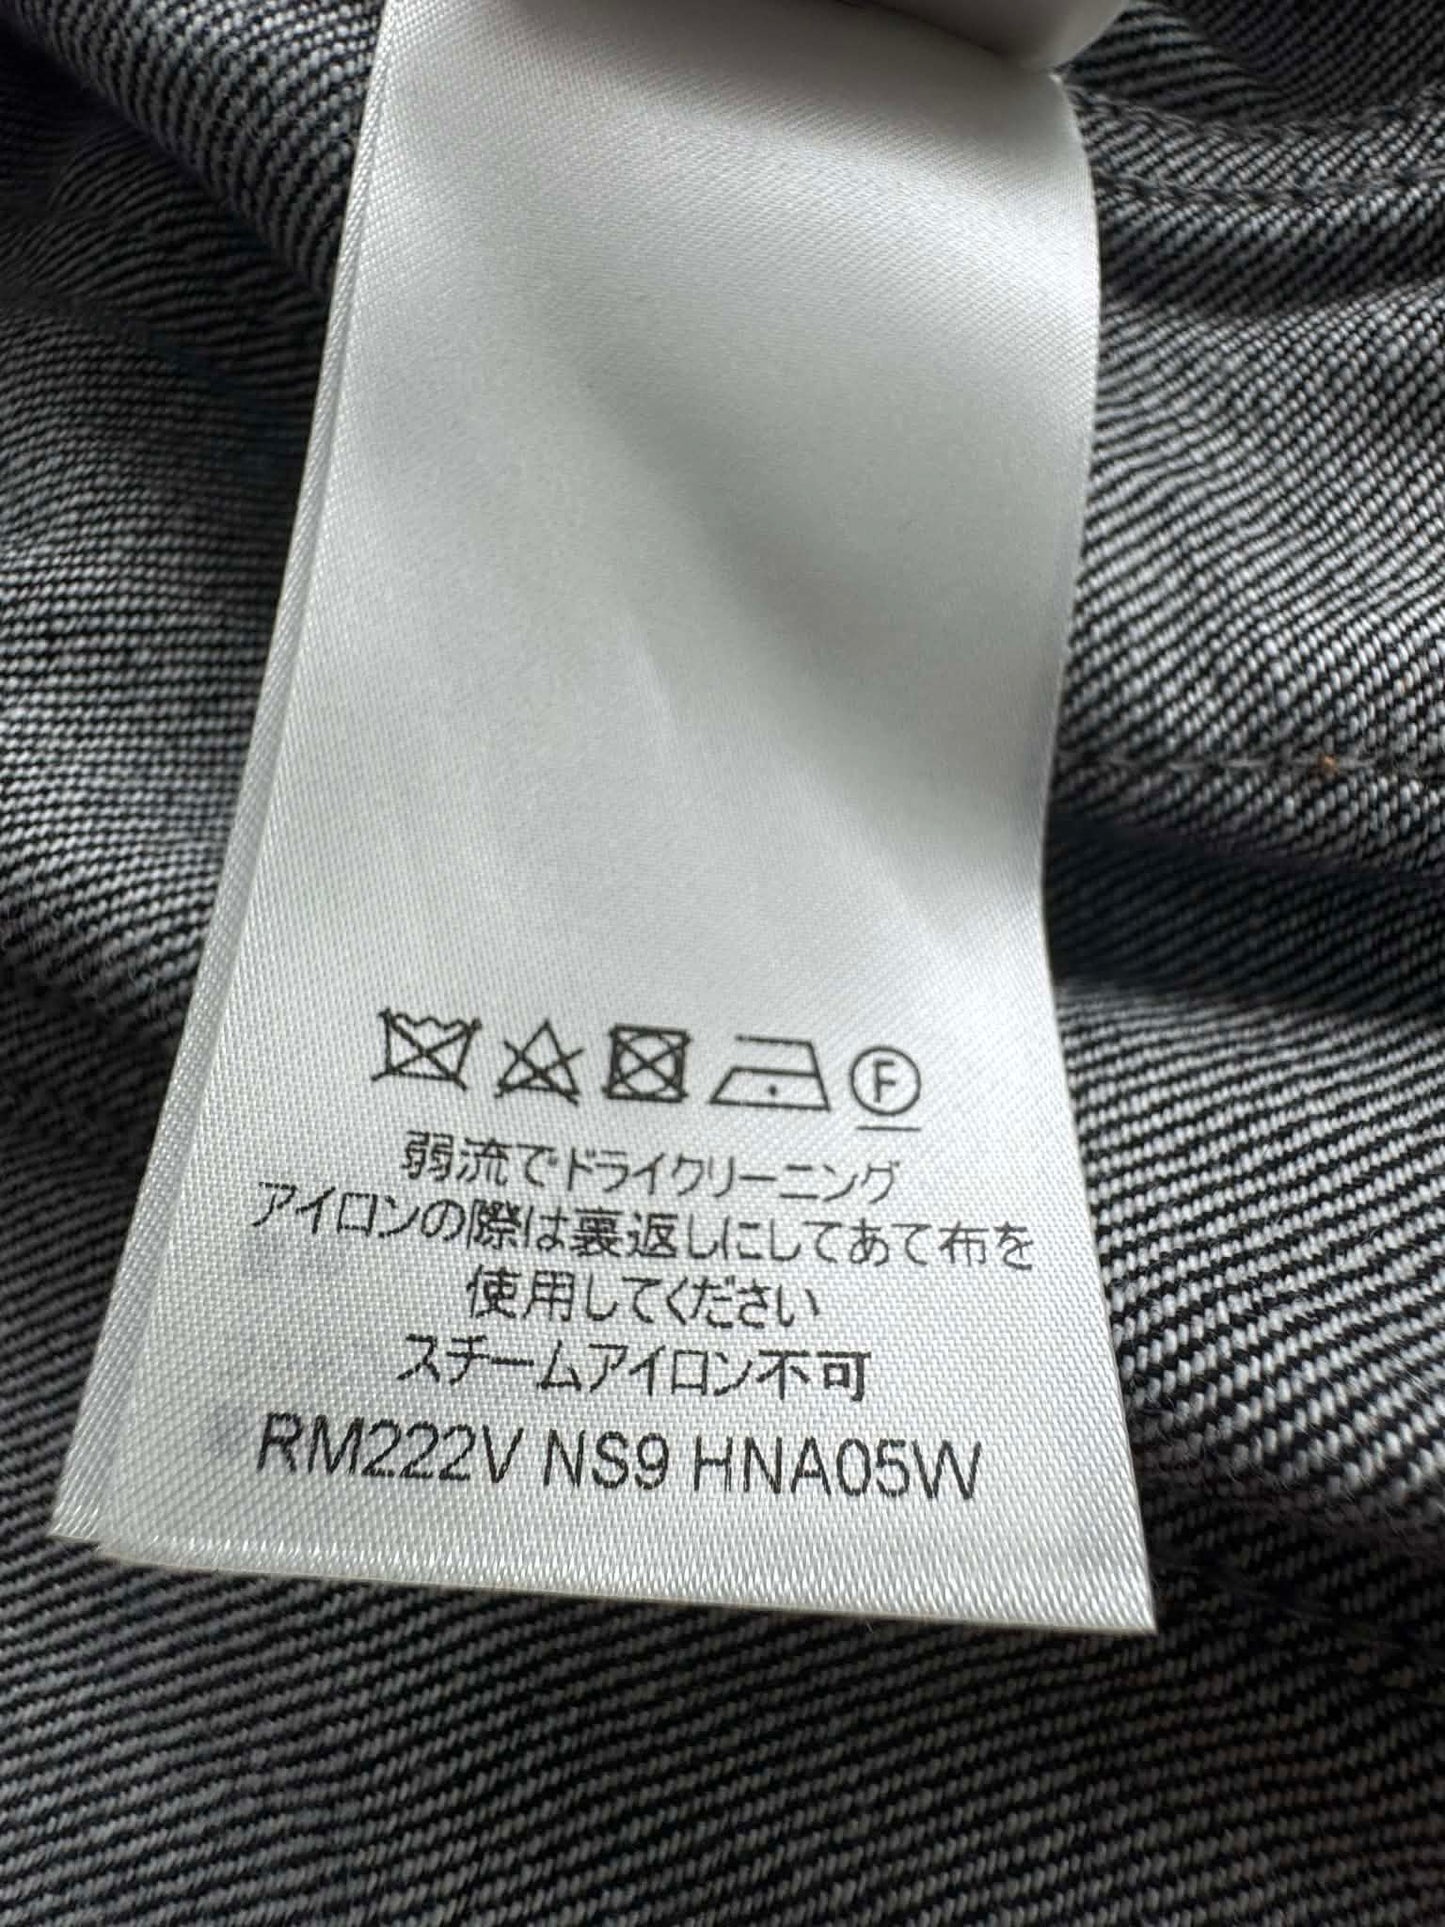 F
弱流でドライクリーニング
アイロンの際は裏返しにしてあて布を
使用してください
スチームアイロン不可
RM222V NS9 HNA05W